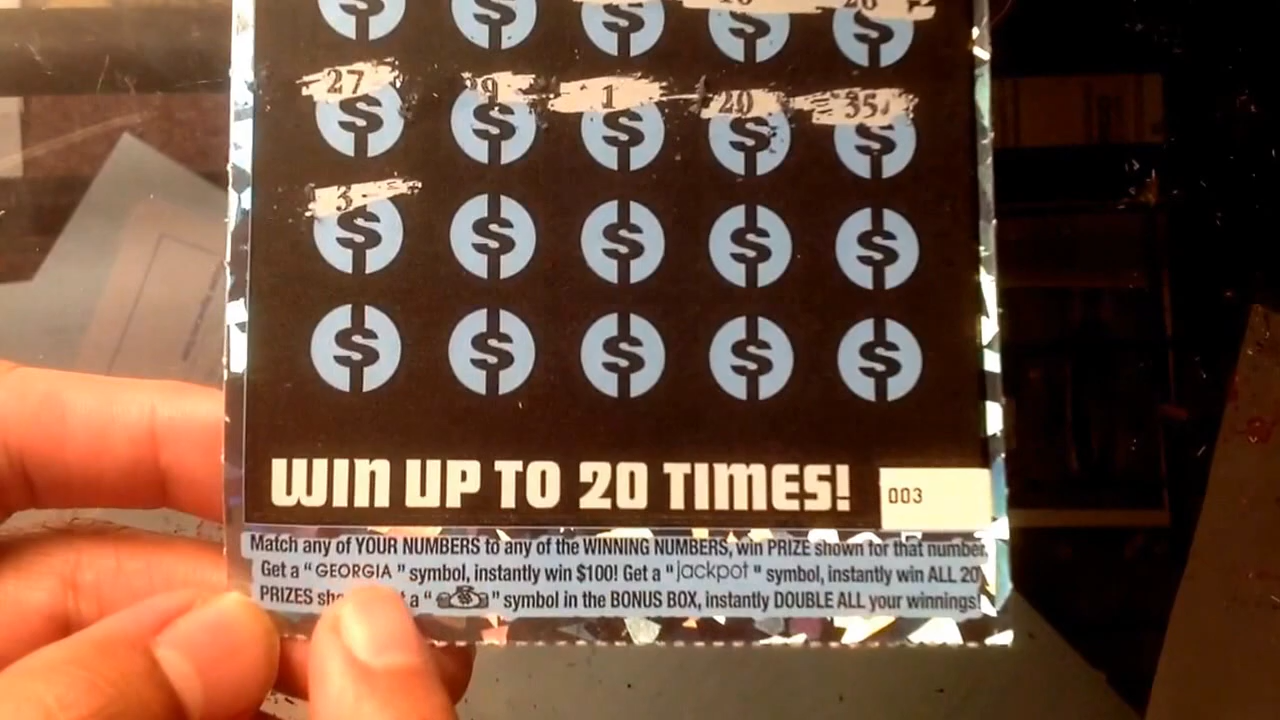 27 9 1 20 35
3
WIN UP TO 20 TIMES! 003
Match any of YOUR NUMBERS to any of the WINNING NUMBERS, win PRIZE shown for that number.
Get a "GEORGIA" symbol, instantly win $100! Get a "jackpot" symbol, instantly win ALL 20
PRIZES a " " symbol in the BONUS BOX, instantly DOUBLE ALL your winnings!